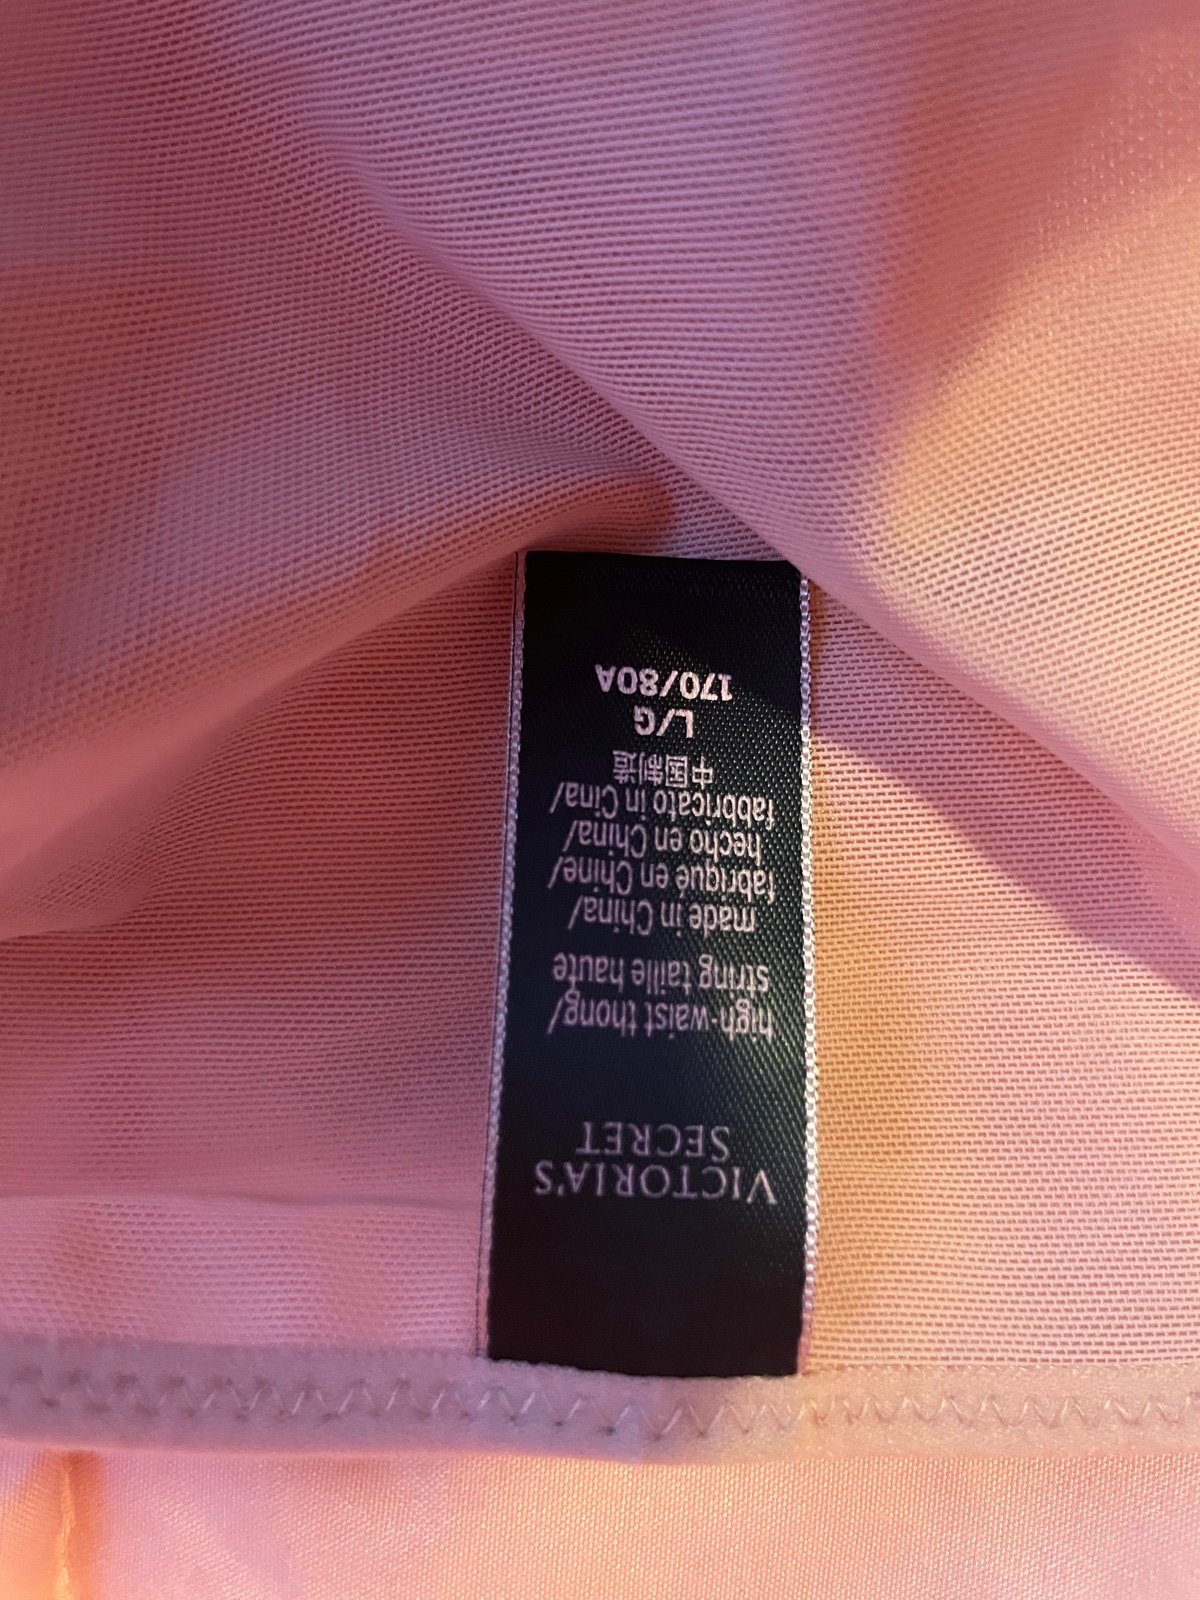 VICTORIA'S
SECRET
high-waist thong/
string taille haute
made in China/
fabriqué en Chine/
hecho en China/
fabbricato in Cina/
中国制造
L/G
170/80A